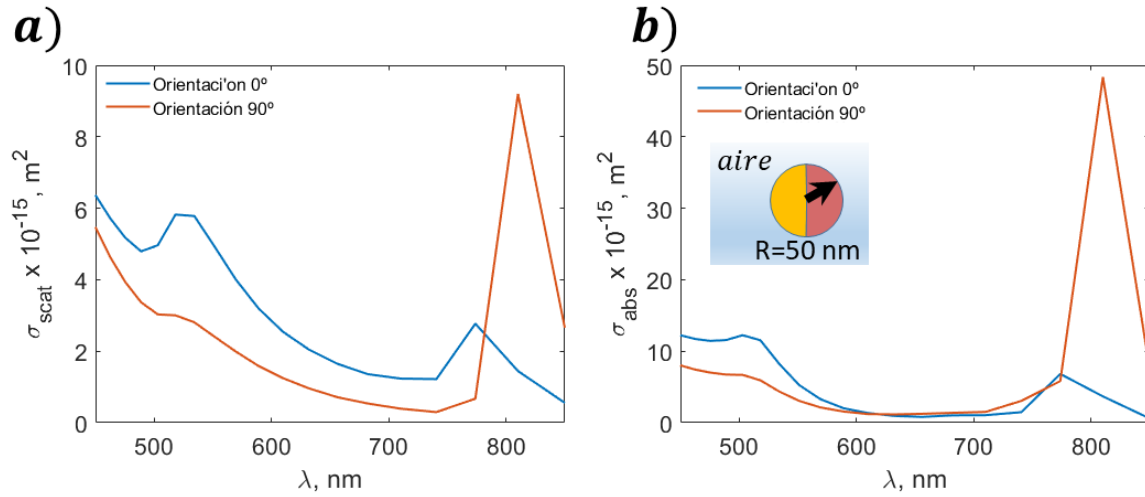 a)
Orientaci'on 0º
Orientación 90º
10
8
6
4
2
0
500
600
700
800
σscat x 10-15 , m2
λ, nm
b)
Orientaci'on 0º
Orientación 90º
aire
R=50 nm
50
40
30
20
10
0
500
600
700
800
σabs x 10-15 , m2
λ, nm